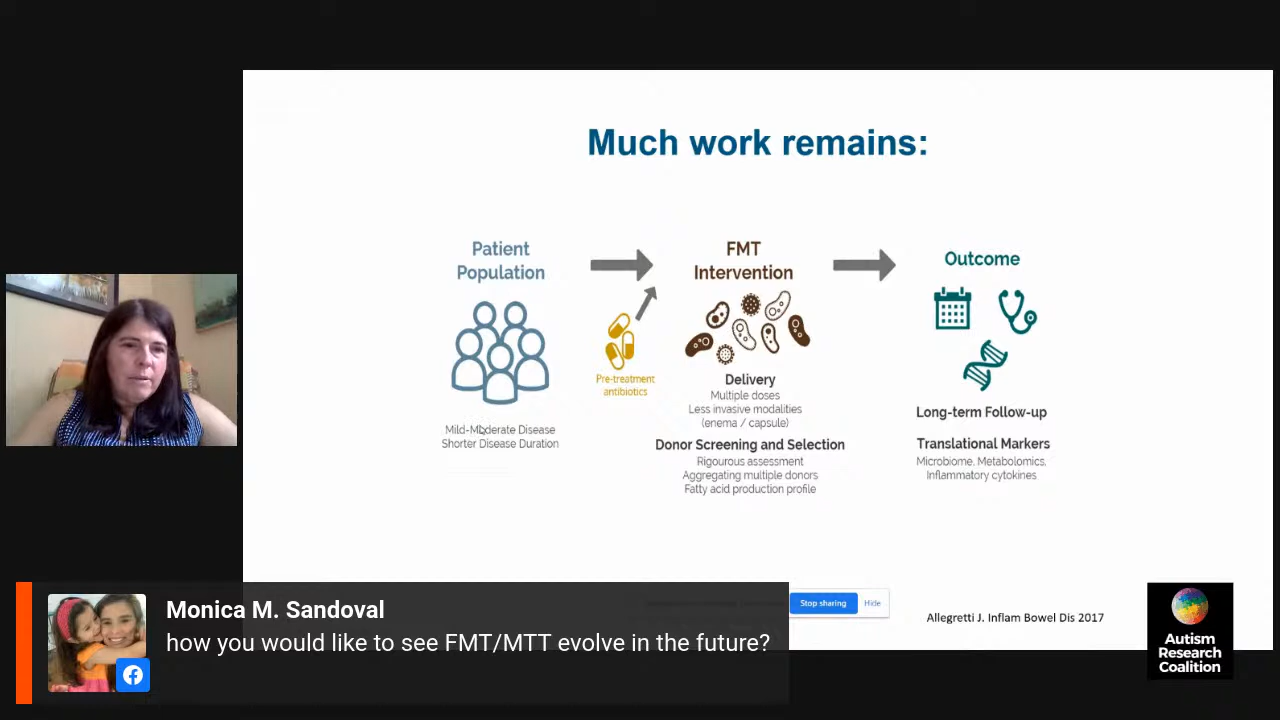 Much work remains:
Patient
Population
Mild-Moderate Disease
Shorter Disease Duration
Pre-treatment
antibiotics
FMT
Intervention
Delivery
Multiple doses
Less invasive modalities
(enema / capsule)
Donor Screening and Selection
Rigourous assessment
Aggregating multiple donors
Fatty acid production profile
Outcome
Long-term Follow-up
Translational Markers
Microbiome, Metabolomics,
Inflammatory cytokines
Stop sharing Hide
Allegretti J. Inflam Bowel Dis 2017
Monica M. Sandoval
how you would like to see FMT/MTT evolve in the future?
Autism
Research
Coalition